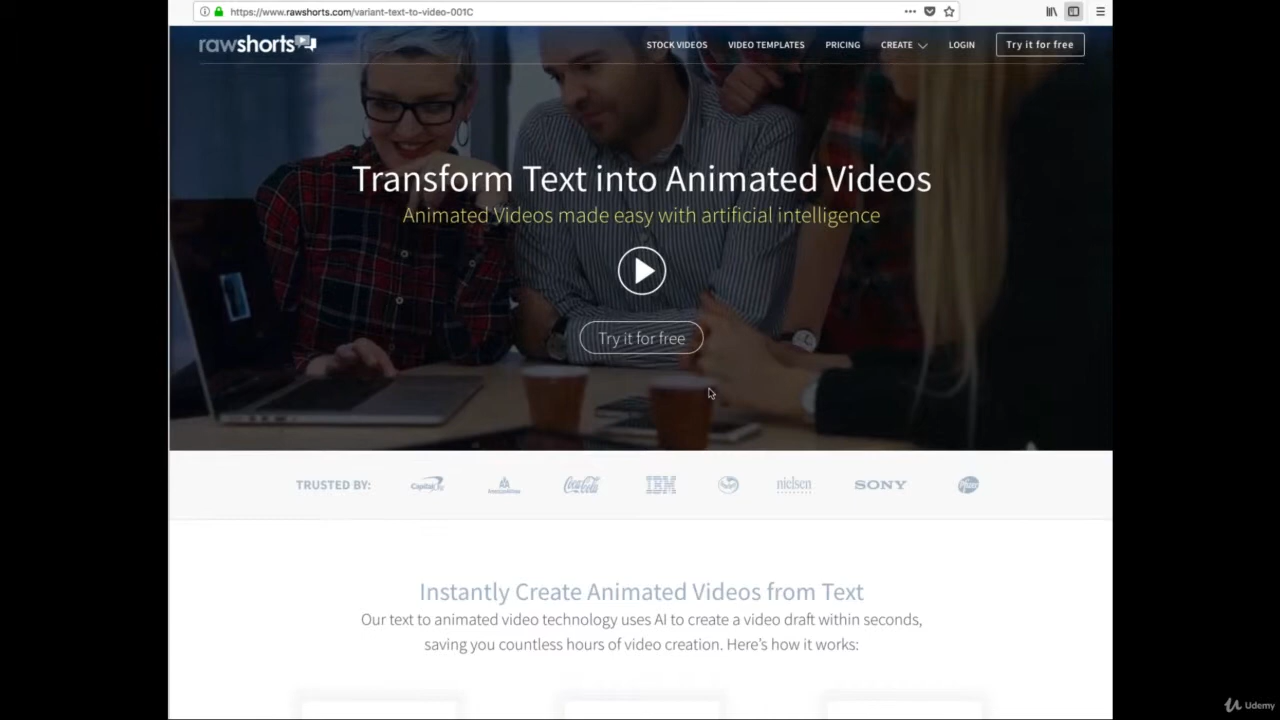 https://www.rawshorts.com/variant-text-to-video-001C
rawshorts
STOCK VIDEOS
VIDEO TEMPLATES
PRICING
CREATE
LOGIN
Try it for free
Transform Text into Animated Videos
Animated Videos made easy with artificial intelligence
Try it for free
TRUSTED BY:
Capital One
Coca-Cola
IBM
nielsen
SONY
Pfizer
Instantly Create Animated Videos from Text
Our text to animated video technology uses AI to create a video draft within seconds,
saving you countless hours of video creation. Here's how it works:
Udemy